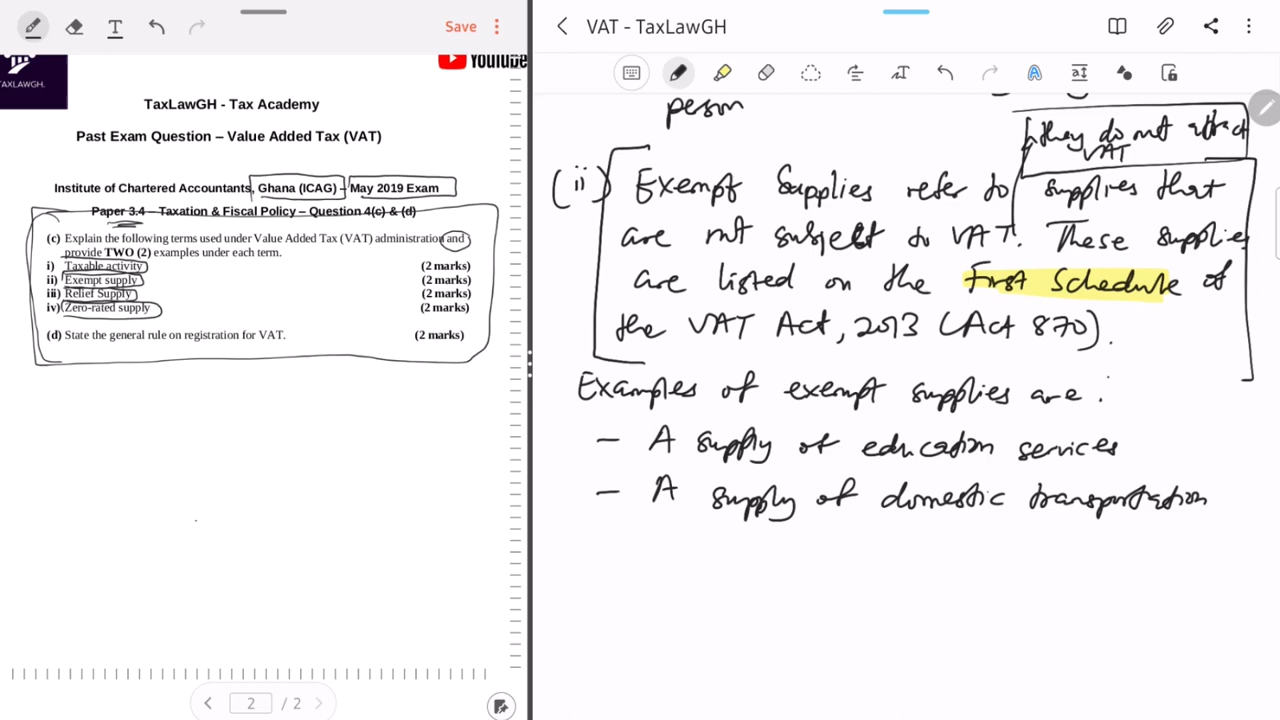 Save
TAXLAWGH.
YouTube
TaxLawGH - Tax Academy
Past Exam Question – Value Added Tax (VAT)
Institute of Chartered Accountants, Ghana (ICAG) – May 2019 Exam
Paper 3.4 – Taxation & Fiscal Policy – Question 4(c) & (d)
(c) Explain the following terms used under Value Added Tax (VAT) administration and
provide TWO (2) examples under each term.
i) Taxable activity (2 marks)
ii) Exempt supply (2 marks)
iii) Relief Supply (2 marks)
iv) Zero-rated supply (2 marks)
(d) State the general rule on registration for VAT. (2 marks)
2 / 2
VAT - TaxLawGH
person
they do not attract
VAT
(ii) Exempt Supplies refer to supplies that
are not subject to VAT. These supplies
are listed on the First Schedule of
the VAT Act, 2013 (Act 870).
Examples of exempt supplies are:
— A supply of education services
— A supply of domestic transportation